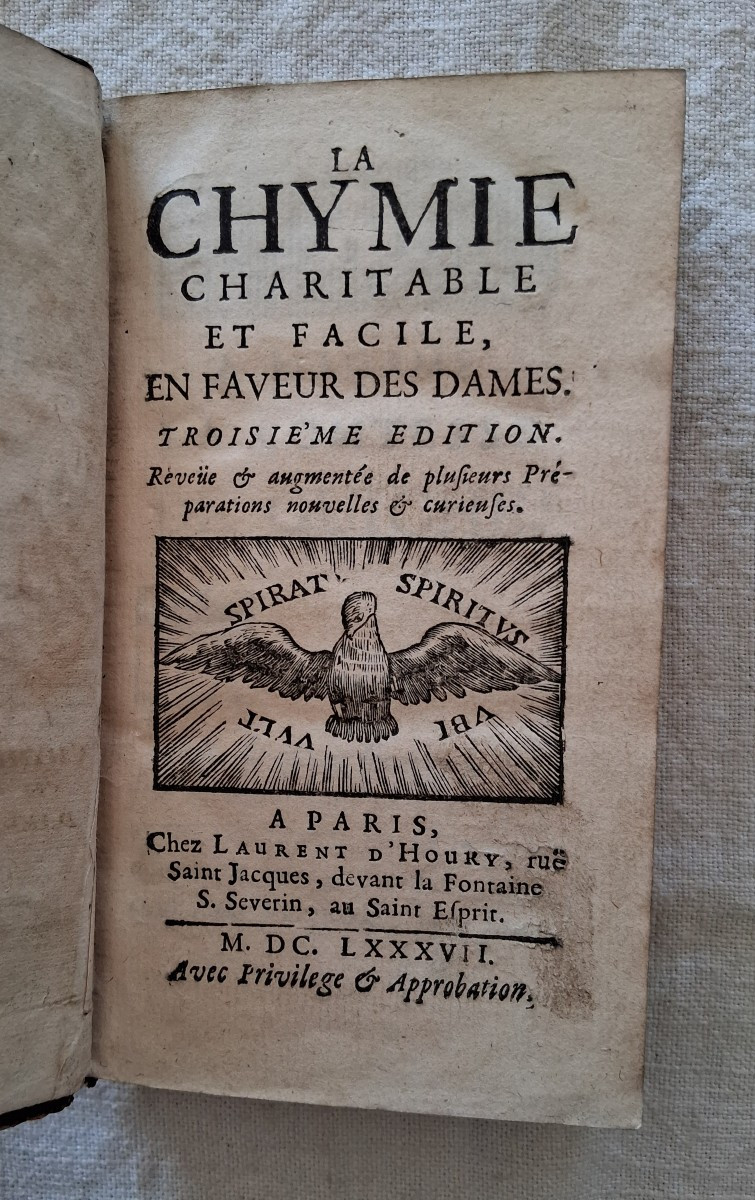 LA
CHYMIE
CHARITABLE
ET FACILE,
EN FAVEUR DES DAMES.
TROISIE'ME EDITION.
Réveüe & augmentée de pluſieurs Pré-
parations nouvelles & curieuſes.
SPIRAT SPIRITVS
VVLT VBI
A PARIS,
Chez LAURENT D'HOURY, ruë
Saint Jacques, devant la Fontaine
S. Severin, au Saint Eſprit.
M. DC. LXXXVII.
Avec Privilege & Approbation.